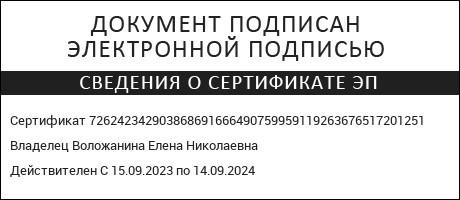 ДОКУМЕНТ ПОДПИСАН
ЭЛЕКТРОННОЙ ПОДПИСЬЮ
СВЕДЕНИЯ О СЕРТИФИКАТЕ ЭП
Сертификат 726242342903868691666490759959119263676517201251
Владелец Воложанина Елена Николаевна
Действителен С 15.09.2023 по 14.09.2024